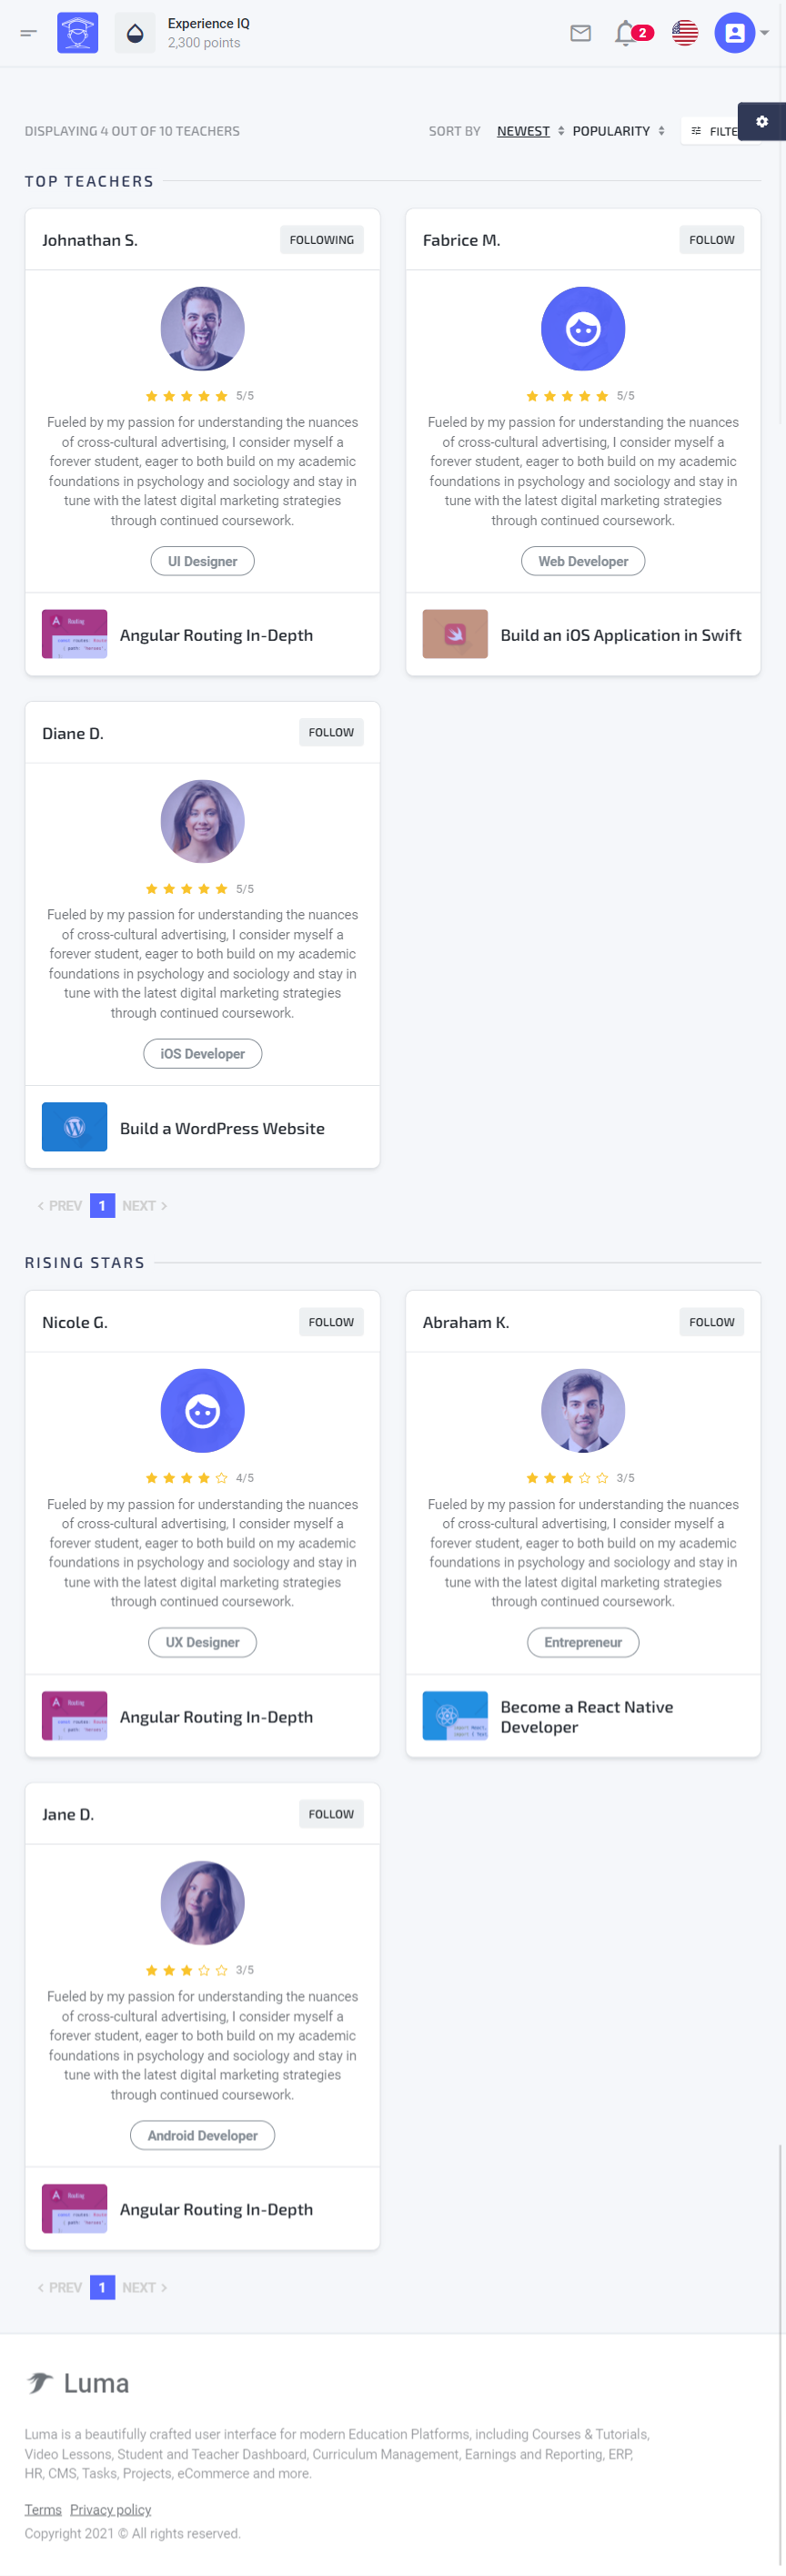 Experience IQ
2,300 points
2
DISPLAYING 4 OUT OF 10 TEACHERS
SORT BY NEWEST POPULARITY FILTE
TOP TEACHERS
Johnathan S. FOLLOWING
5/5
Fueled by my passion for understanding the nuances
of cross-cultural advertising, I consider myself a
forever student, eager to both build on my academic
foundations in psychology and sociology and stay in
tune with the latest digital marketing strategies
through continued coursework.
UI Designer
A Routing
Angular Routing In-Depth
Fabrice M. FOLLOW
5/5
Fueled by my passion for understanding the nuances
of cross-cultural advertising, I consider myself a
forever student, eager to both build on my academic
foundations in psychology and sociology and stay in
tune with the latest digital marketing strategies
through continued coursework.
Web Developer
Build an iOS Application in Swift
Diane D. FOLLOW
5/5
Fueled by my passion for understanding the nuances
of cross-cultural advertising, I consider myself a
forever student, eager to both build on my academic
foundations in psychology and sociology and stay in
tune with the latest digital marketing strategies
through continued coursework.
iOS Developer
Build a WordPress Website
PREV 1 NEXT
RISING STARS
Nicole G. FOLLOW
4/5
Fueled by my passion for understanding the nuances
of cross-cultural advertising, I consider myself a
forever student, eager to both build on my academic
foundations in psychology and sociology and stay in
tune with the latest digital marketing strategies
through continued coursework.
UX Designer
A Routing
Angular Routing In-Depth
Abraham K. FOLLOW
3/5
Fueled by my passion for understanding the nuances
of cross-cultural advertising, I consider myself a
forever student, eager to both build on my academic
foundations in psychology and sociology and stay in
tune with the latest digital marketing strategies
through continued coursework.
Entrepreneur
Become a React Native
Developer
Jane D. FOLLOW
3/5
Fueled by my passion for understanding the nuances
of cross-cultural advertising, I consider myself a
forever student, eager to both build on my academic
foundations in psychology and sociology and stay in
tune with the latest digital marketing strategies
through continued coursework.
Android Developer
A Routing
Angular Routing In-Depth
PREV 1 NEXT
Luma
Luma is a beautifully crafted user interface for modern Education Platforms, including Courses & Tutorials,
Video Lessons, Student and Teacher Dashboard, Curriculum Management, Earnings and Reporting, ERP,
HR, CMS, Tasks, Projects, eCommerce and more.
Terms Privacy policy
Copyright 2021 © All rights reserved.